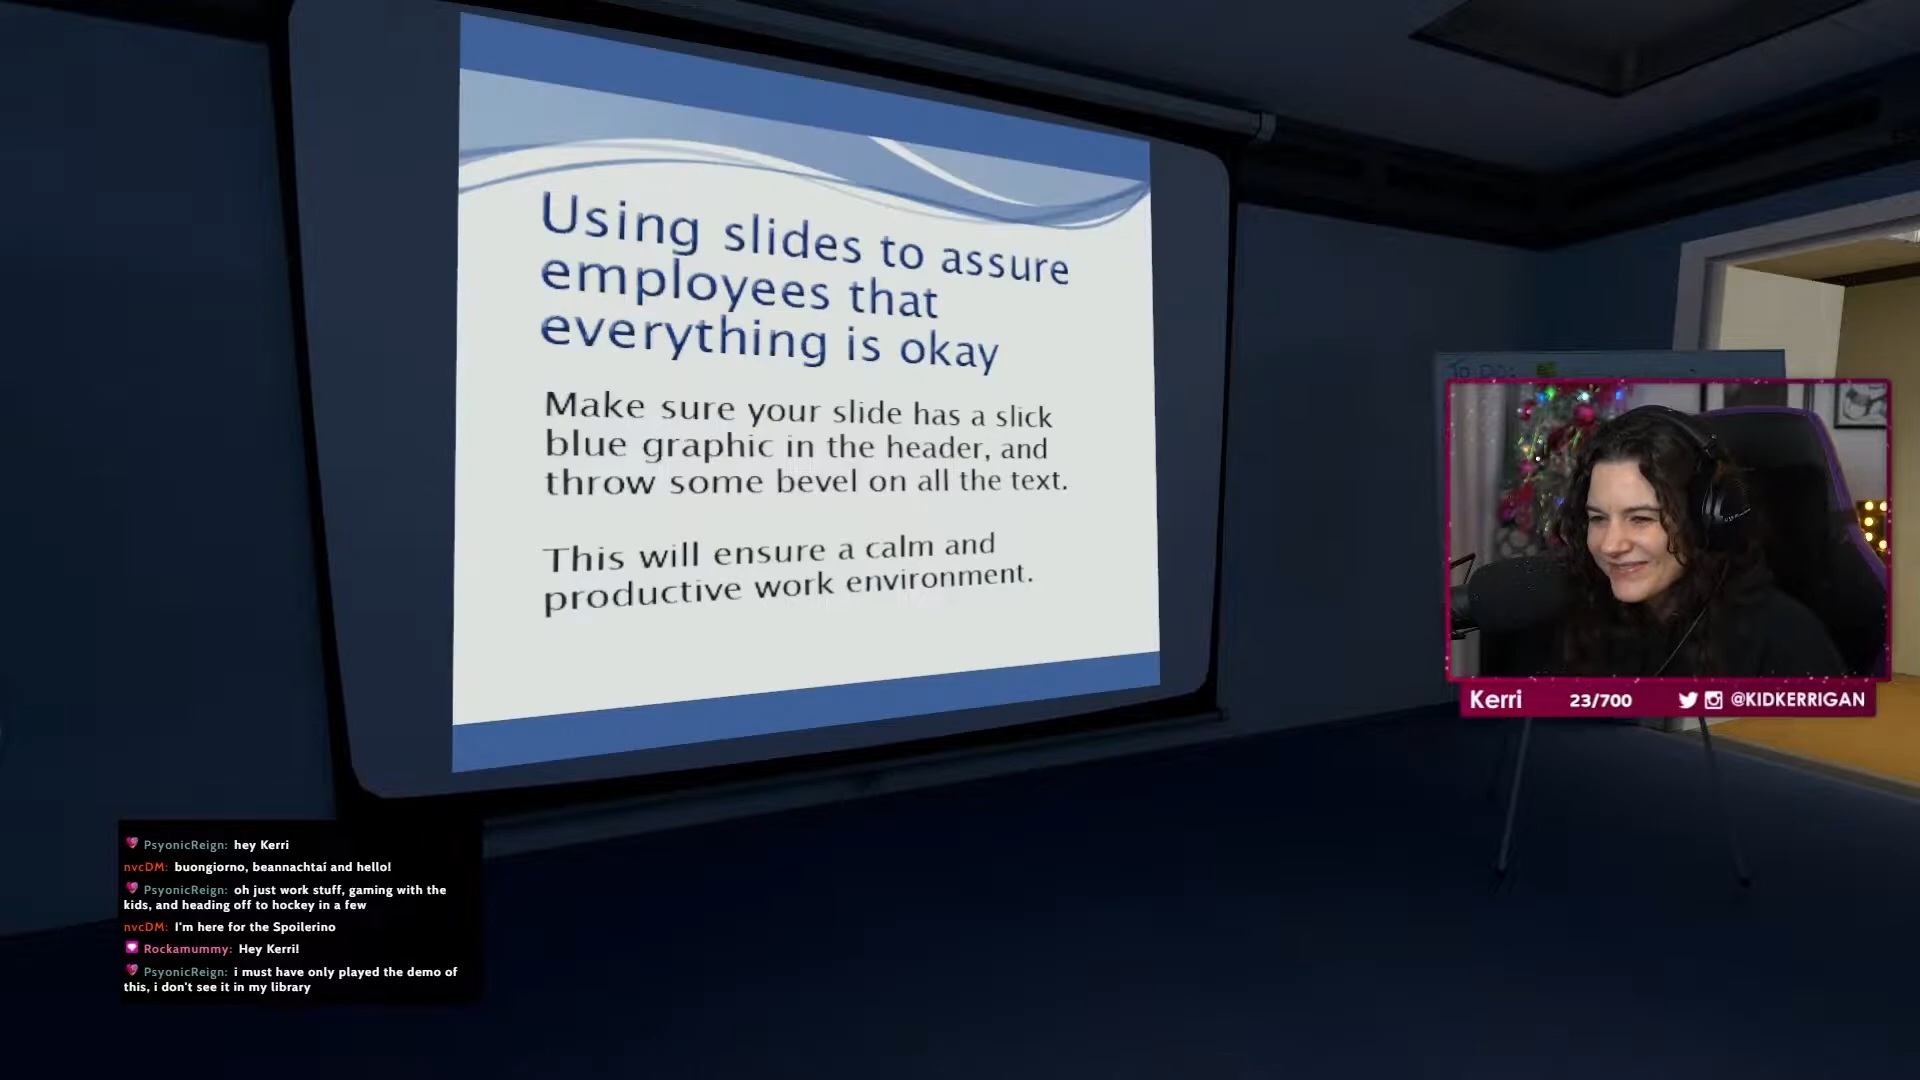 Using slides to assure
employees that
everything is okay
Make sure your slide has a slick
blue graphic in the header, and
throw some bevel on all the text.
This will ensure a calm and
productive work environment.
TO DO:
Kerri 23/700 @KIDKERRIGAN
PsyonicReign: hey Kerri
nvcDM: buongiorno, beannachtaí and hello!
PsyonicReign: oh just work stuff, gaming with the
kids, and heading off to hockey in a few
nvcDM: I'm here for the Spoilerino
Rockamummy: Hey Kerri!
PsyonicReign: i must have only played the demo of
this, i don't see it in my library